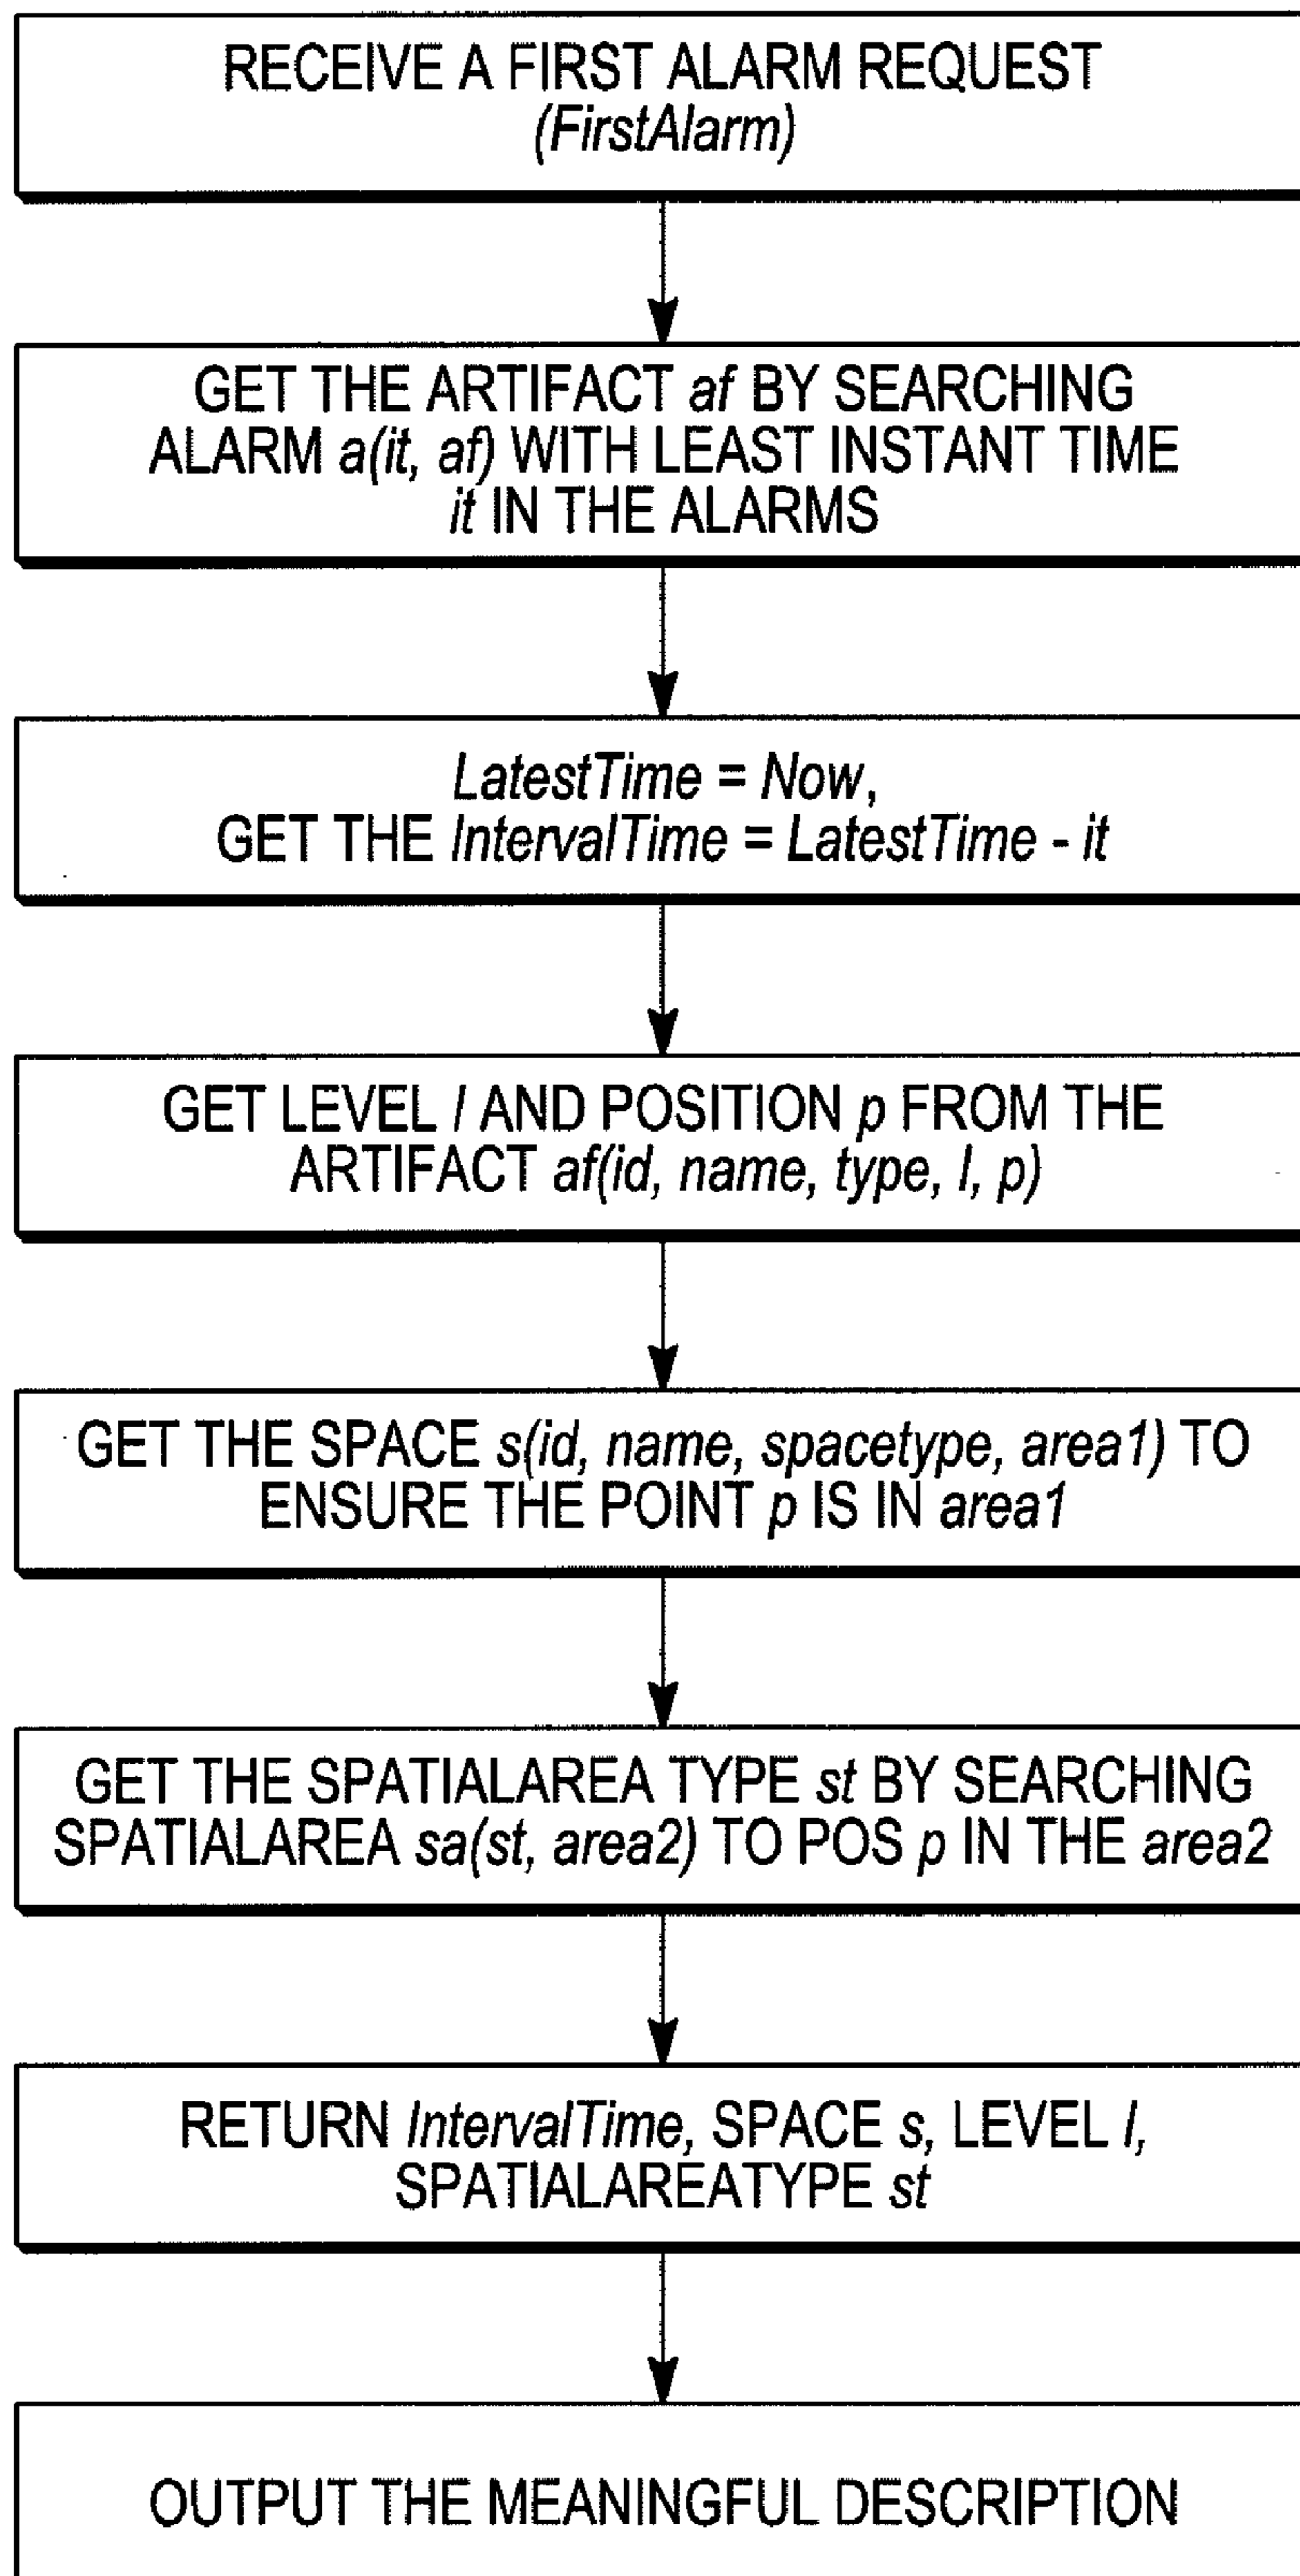 RECEIVE A FIRST ALARM REQUEST
(FirstAlarm)
GET THE ARTIFACT af BY SEARCHING
ALARM a(it, af) WITH LEAST INSTANT TIME
it IN THE ALARMS
LatestTime = Now,
GET THE IntervalTime = LatestTime - it
GET LEVEL l AND POSITION p FROM THE
ARTIFACT af(id, name, type, l, p)
GET THE SPACE s(id, name, spacetype, area1) TO
ENSURE THE POINT p IS IN area1
GET THE SPATIALAREA TYPE st BY SEARCHING
SPATIALAREA sa(st, area2) TO POS p IN THE area2
RETURN IntervalTime, SPACE s, LEVEL l,
SPATIALAREATYPE st
OUTPUT THE MEANINGFUL DESCRIPTION